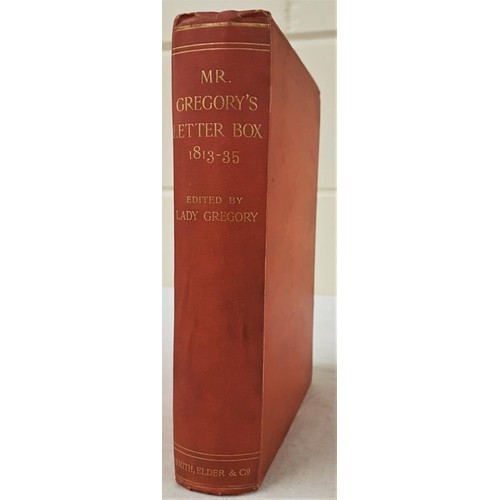 MR.
GREGORY'S
LETTER BOX
1813-35
EDITED BY
LADY GREGORY
SMITH, ELDER & Co